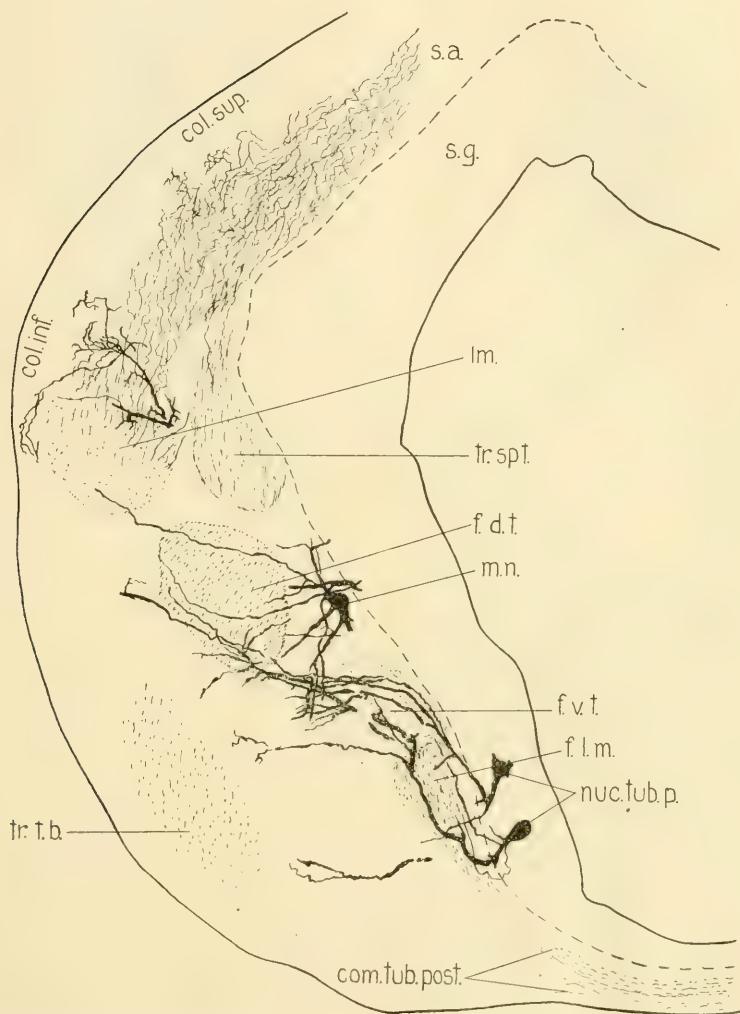 s.a.
col.sup.
s.g.
col.inf.
lm.
tr.spt.
f.d.t.
m.n.
f.v.t.
f.l.m.
nuc.tub.p.
tr.t.b.
com.tub.post.